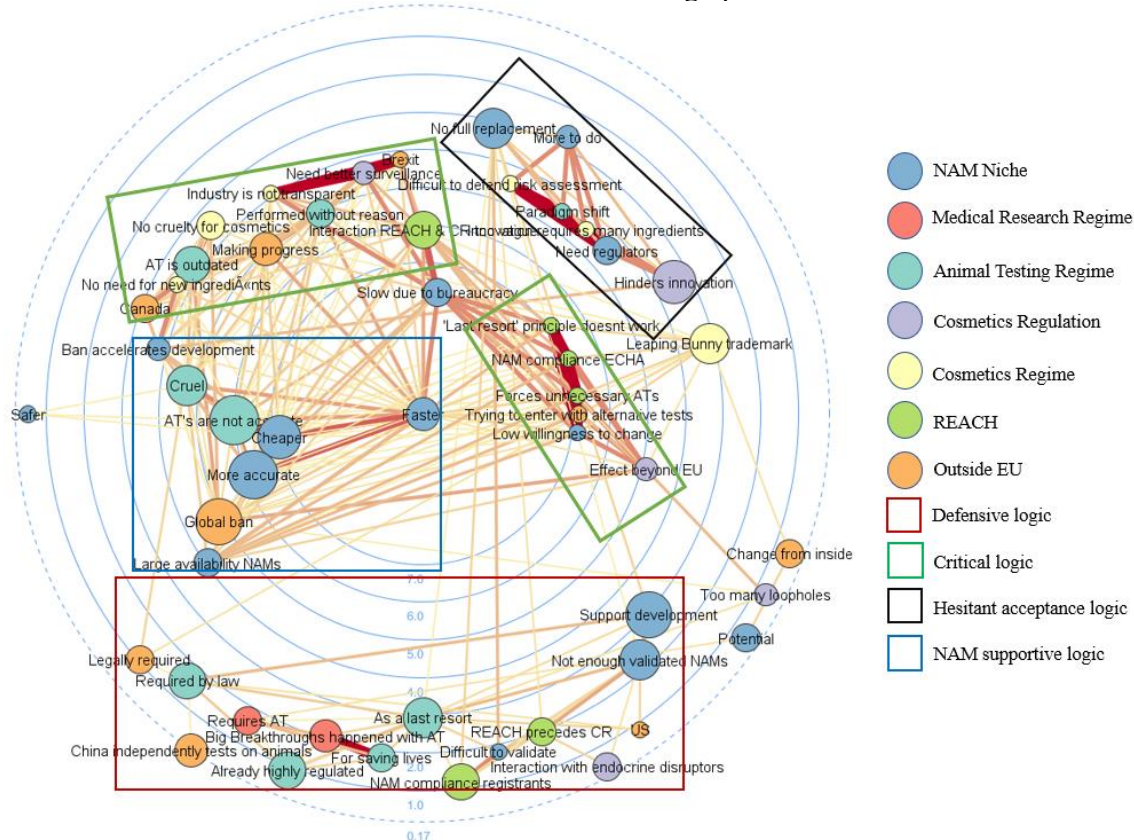 No full replacement
More to do
Brexit
Need better surveillance
Difficult to defend risk assessment
Industry is not transparent
Performed without reason
Paradigm shift
No cruelty for cosmetics
Interaction REACH &
requires many ingredients
Making progress
Need regulators
AT is outdated
No need for new ingrediÃ«nts
Slow due to bureaucracy
Hinders innovation
Canada
'Last resort' principle doesnt work
Leaping Bunny trademark
Ban accelerates development
NAM compliance ECHA
Cruel
Forces unnecessary ATs
Safer
Faster
Trying to enter with alternative tests
AT's are not
Cheaper
Low willingness to change
More accurate
Effect beyond EU
Global ban
Change from inside
Large availability NAMs
7.0
Too many loopholes
6.0
Support development
Potential
5.0
Legally required
Not enough validated NAMs
Required by law
4.0
As a last resort
Requires AT
REACH precedes CR
US
Big Breakthroughs happened with AT
China independently tests on animals
Difficult to validate
For saving lives
2.0
Interaction with endocrine disruptors
Already highly regulated
NAM compliance registrants
1.0
0.17
NAM Niche
Medical Research Regime
Animal Testing Regime
Cosmetics Regulation
Cosmetics Regime
REACH
Outside EU
Defensive logic
Critical logic
Hesitant acceptance logic
NAM supportive logic